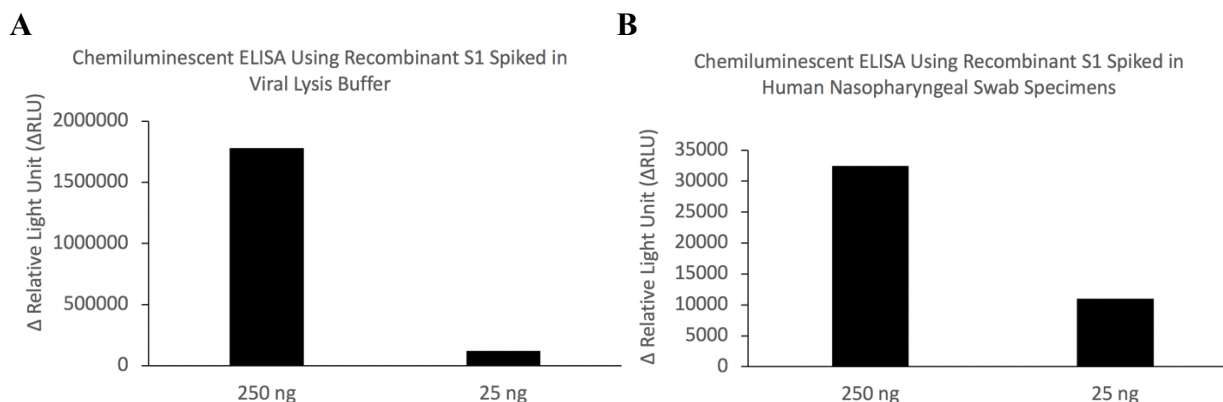 A
Chemiluminescent ELISA Using Recombinant S1 Spiked in
Viral Lysis Buffer
Δ Relative Light Unit (ΔRLU)
2000000
1500000
1000000
500000
0
250 ng
25 ng
B
Chemiluminescent ELISA Using Recombinant S1 Spiked in
Human Nasopharyngeal Swab Specimens
Δ Relative Light Unit (ΔRLU)
35000
30000
25000
20000
15000
10000
5000
0
250 ng
25 ng